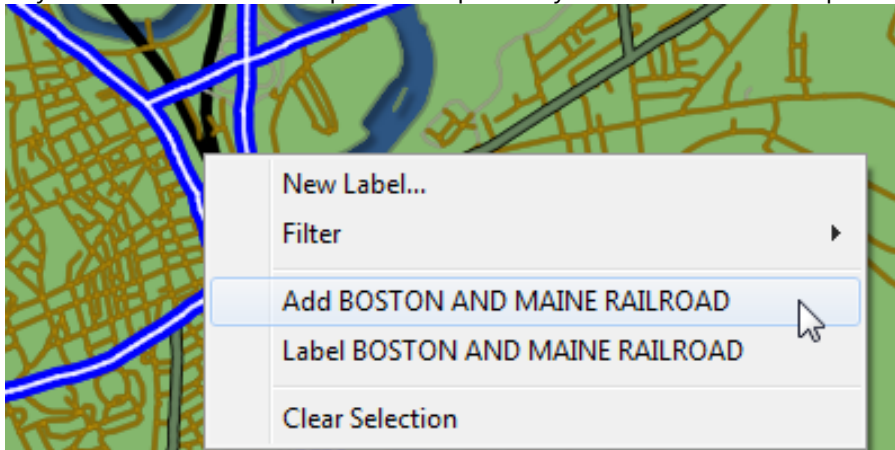 New Label...
Filter
Add BOSTON AND MAINE RAILROAD
Label BOSTON AND MAINE RAILROAD
Clear Selection